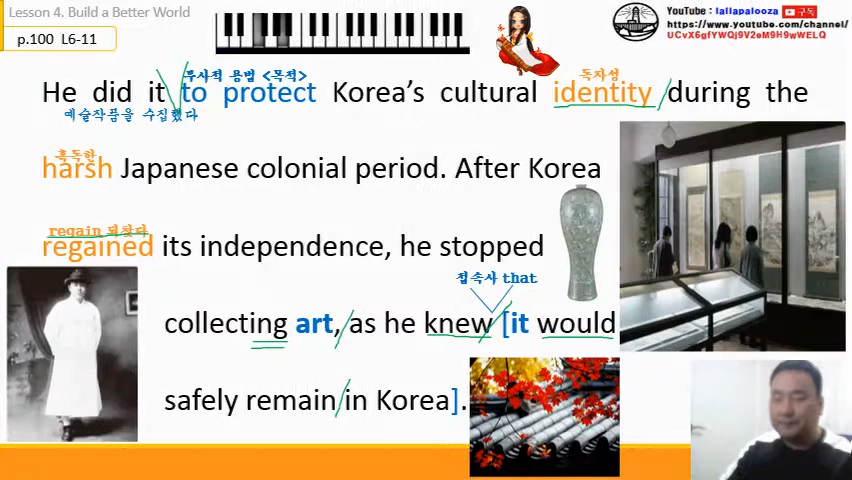 Lesson 4. Build a Better World
p.100 L6-11
YouTube : lallapalooza 구독
https://www.youtube.com/channel/
UCvX6gfYWQj9V2eM9H9wWELQ
부사적 용법 <목적>
독자성
He did it to protect Korea's cultural identity during the
예술작품을 수집했다
혹독한
harsh Japanese colonial period. After Korea
regain 되찾다
regained its independence, he stopped
접속사 that
collecting art, as he knew [it would
safely remain in Korea].